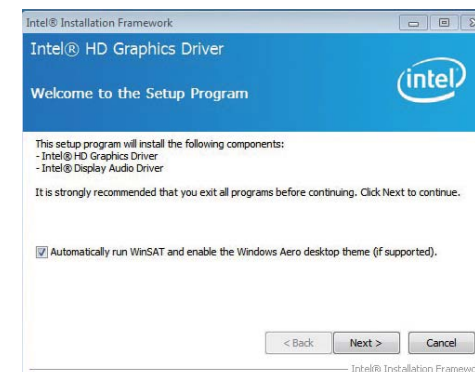 Intel® Installation Framework
Intel® HD Graphics Driver
Welcome to the Setup Program
intel
This setup program will install the following components:
- Intel® HD Graphics Driver
- Intel® Display Audio Driver
It is strongly recommended that you exit all programs before continuing. Click Next to continue.
Automatically run WinSAT and enable the Windows Aero desktop theme (if supported).
< Back
Next >
Cancel
Intel® Installation Framewo